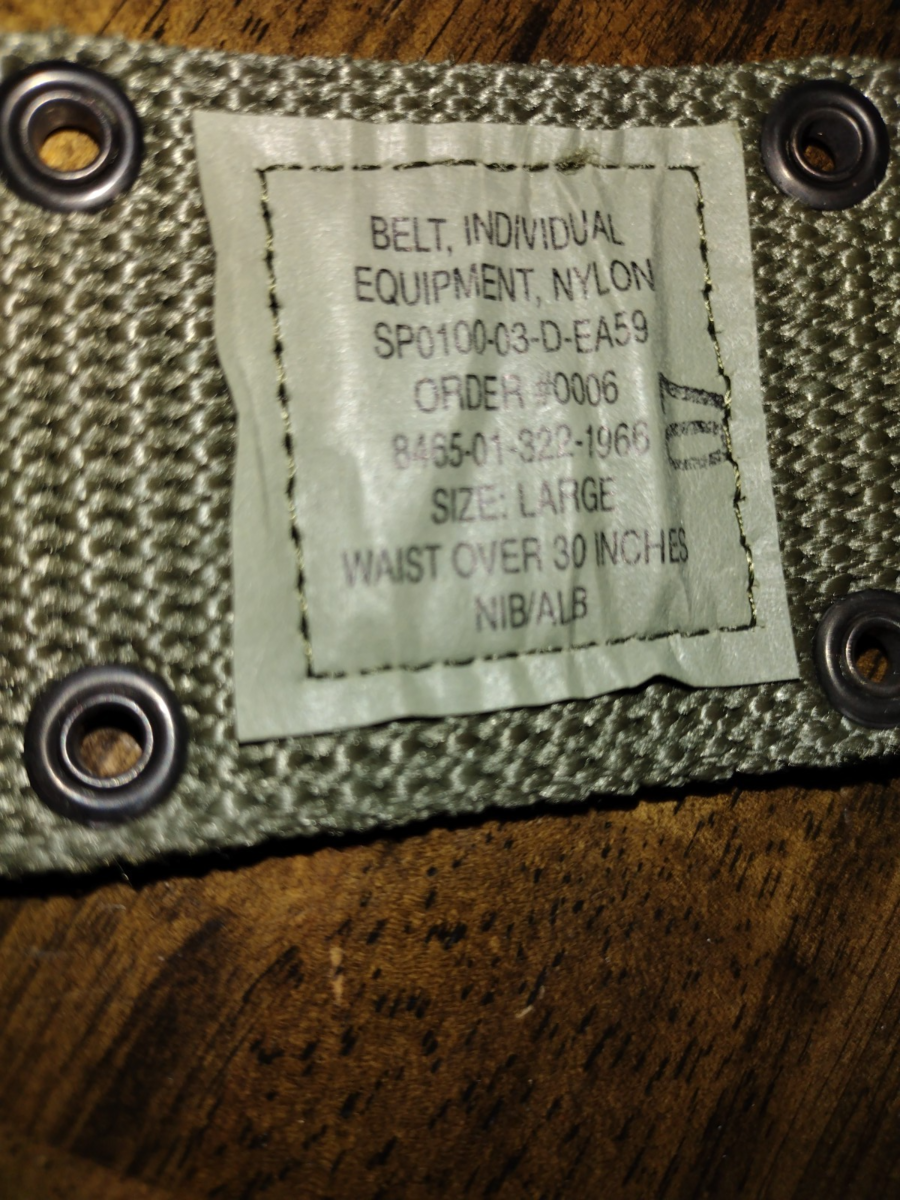 BELT, INDIVIDUAL
EQUIPMENT, NYLON
SP0100-03-D-EA59
ORDER #0006
8465-01-322-1966
SIZE: LARGE
WAIST OVER 30 INCHES
NIB/ALB